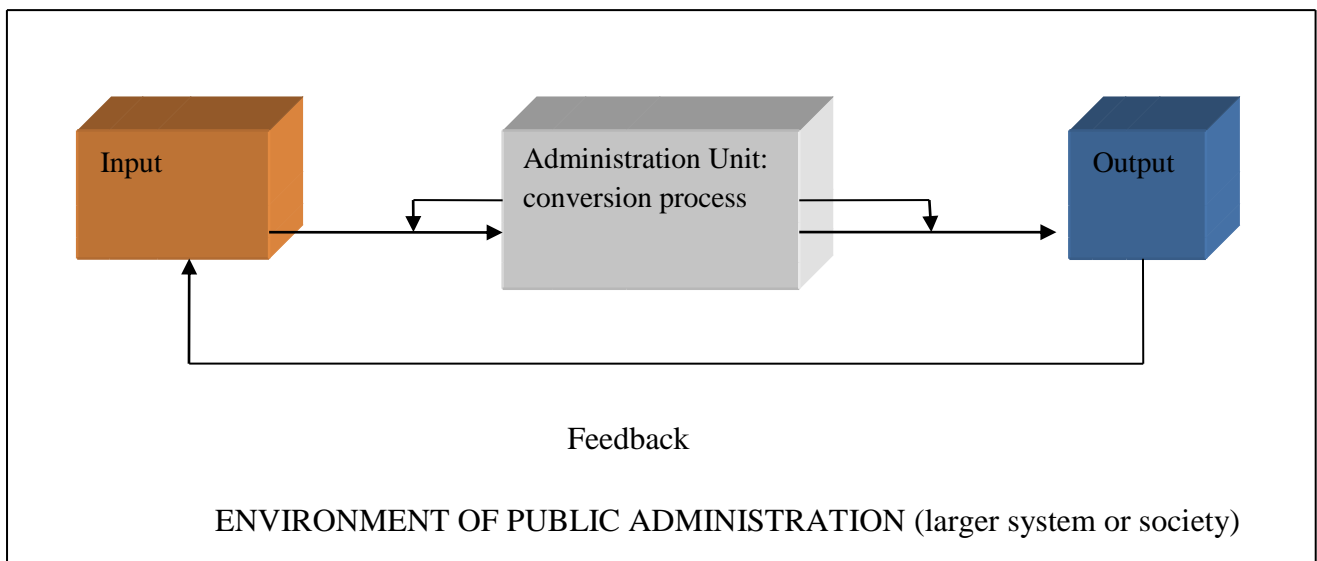 Input
Administration Unit:
conversion process
Output
Feedback
ENVIRONMENT OF PUBLIC ADMINISTRATION (larger system or society)